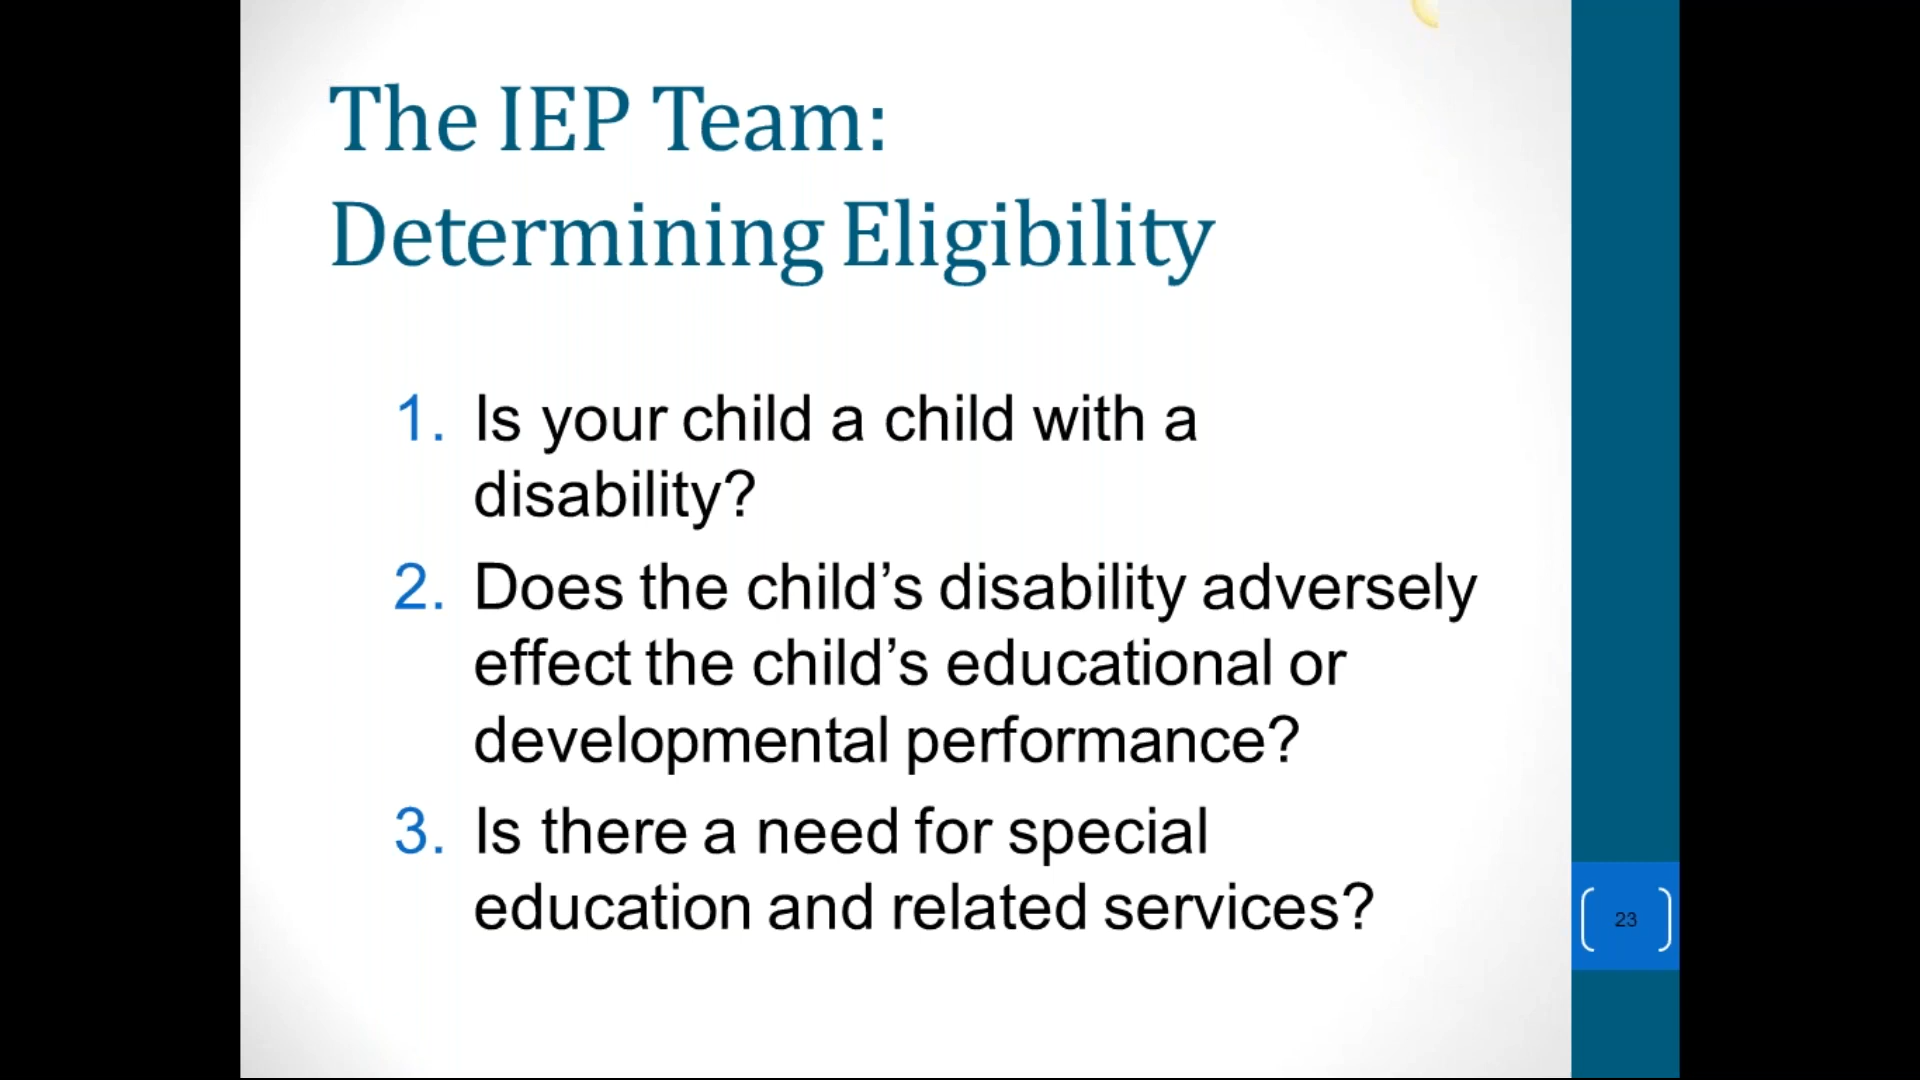 The IEP Team:
Determining Eligibility
1. Is your child a child with a
disability?
2. Does the child’s disability adversely
effect the child’s educational or
developmental performance?
3. Is there a need for special
education and related services?
23